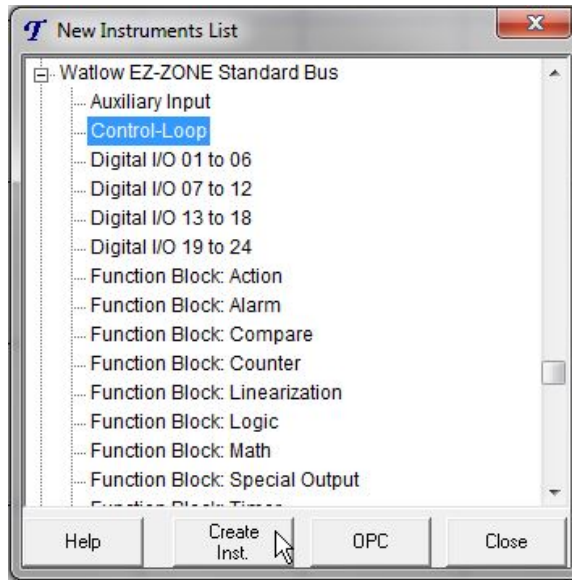 T New Instruments List
Watlow EZ-ZONE Standard Bus
Auxiliary Input
Control-Loop
Digital I/O 01 to 06
Digital I/O 07 to 12
Digital I/O 13 to 18
Digital I/O 19 to 24
Function Block: Action
Function Block: Alarm
Function Block: Compare
Function Block: Counter
Function Block: Linearization
Function Block: Logic
Function Block: Math
Function Block: Special Output
Function Block: Timer
Help
Create
Inst.
OPC
Close